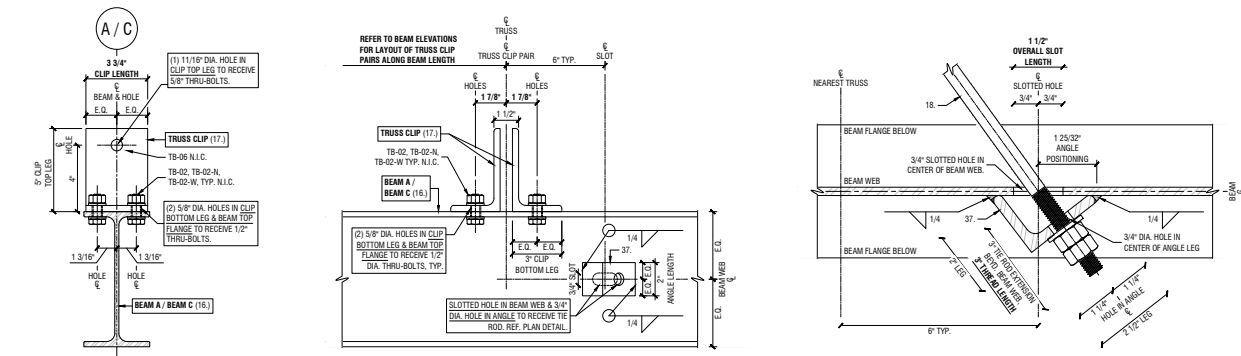 A / C
3 3/4"
CLIP LENGTH
℄
BEAM & HOLE
E.Q.
E.Q.
(1) 11/16" DIA. HOLE IN
CLIP TOP LEG TO RECEIVE
5/8" THRU-BOLTS.
TRUSS CLIP (17.)
TB-06 N.I.C.
TB-02, TB-02-N,
TB-02-W, TYP. N.I.C.
(2) 5/8" DIA. HOLES IN CLIP
BOTTOM LEG & BEAM TOP
FLANGE TO RECEIVE 1/2"
THRU-BOLTS.
5" CLIP
TOP LEG
℄
HOLE
4"
1 3/16"
1 3/16"
HOLE
℄
HOLE
℄
BEAM A / BEAM C (16.)
REFER TO BEAM ELEVATIONS
FOR LAYOUT OF TRUSS CLIP
PAIRS ALONG BEAM LENGTH
℄
TRUSS
℄
TRUSS CLIP PAIR
℄
SLOT
6" TYP.
℄
HOLES
℄
HOLES
1 7/8"
1 7/8"
1 1/2"
TRUSS CLIP (17.)
TB-02, TB-02-N,
TB-02-W TYP. N.I.C.
BEAM A /
BEAM C (16.)
(2) 5/8" DIA. HOLES IN CLIP
BOTTOM LEG & BEAM TOP
FLANGE TO RECEIVE 1/2"
DIA. THRU-BOLTS, TYP.
E.Q.
E.Q.
3" CLIP
BOTTOM LEG
1/4
37.
3/4" SLOT
E.Q.
E.Q.
2"
ANGLE LENGTH
E.Q.
BEAM WEB
℄
E.Q.
1/4
SLOTTED HOLE IN BEAM WEB & 3/4"
DIA. HOLE IN ANGLE TO RECEIVE TIE
ROD. REF. PLAN DETAIL.
1 1/2"
OVERALL SLOT
LENGTH
℄
SLOTTED HOLE
3/4"
3/4"
℄
NEAREST TRUSS
18.
BEAM FLANGE BELOW
1 25/32"
ANGLE
POSITIONING
3/4" SLOTTED HOLE IN
CENTER OF BEAM WEB.
BEAM WEB
BEAM
℄
1/4
37.
1/4
3/4" DIA. HOLE IN
CENTER OF ANGLE LEG
BEAM FLANGE BELOW
2" LEG
3" TIE ROD EXTENSION
BEYD. BEAM WEB.
3" THREAD LENGTH
1 1/4"
1 1/4"
HOLE IN ANGLE
℄
2 1/2" LEG
6" TYP.